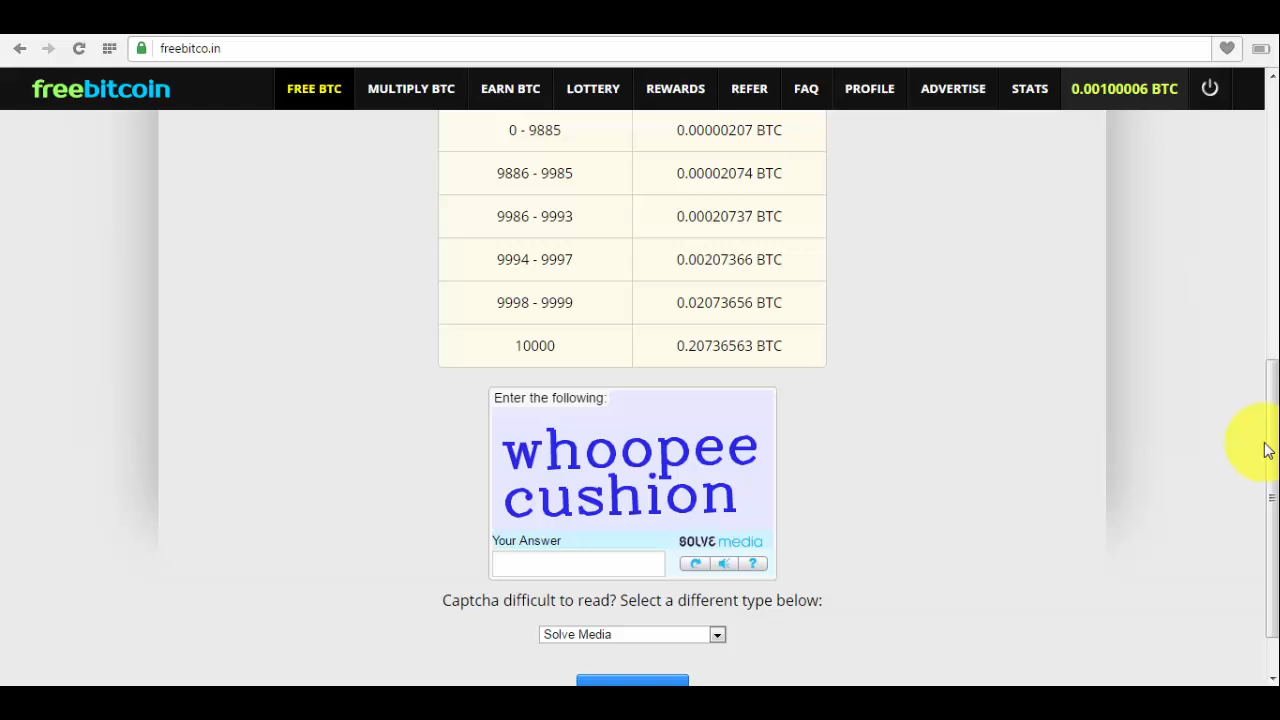 freebitco.in
freebitcoin FREE BTC MULTIPLY BTC EARN BTC LOTTERY REWARDS REFER FAQ PROFILE ADVERTISE STATS 0.00100006 BTC
0 - 9885 0.00000207 BTC
9886 - 9985 0.00002074 BTC
9986 - 9993 0.00020737 BTC
9994 - 9997 0.00207366 BTC
9998 - 9999 0.02073656 BTC
10000 0.20736563 BTC
Enter the following:
whoopee
cushion
Your Answer SOLVE media
?
Captcha difficult to read? Select a different type below:
Solve Media